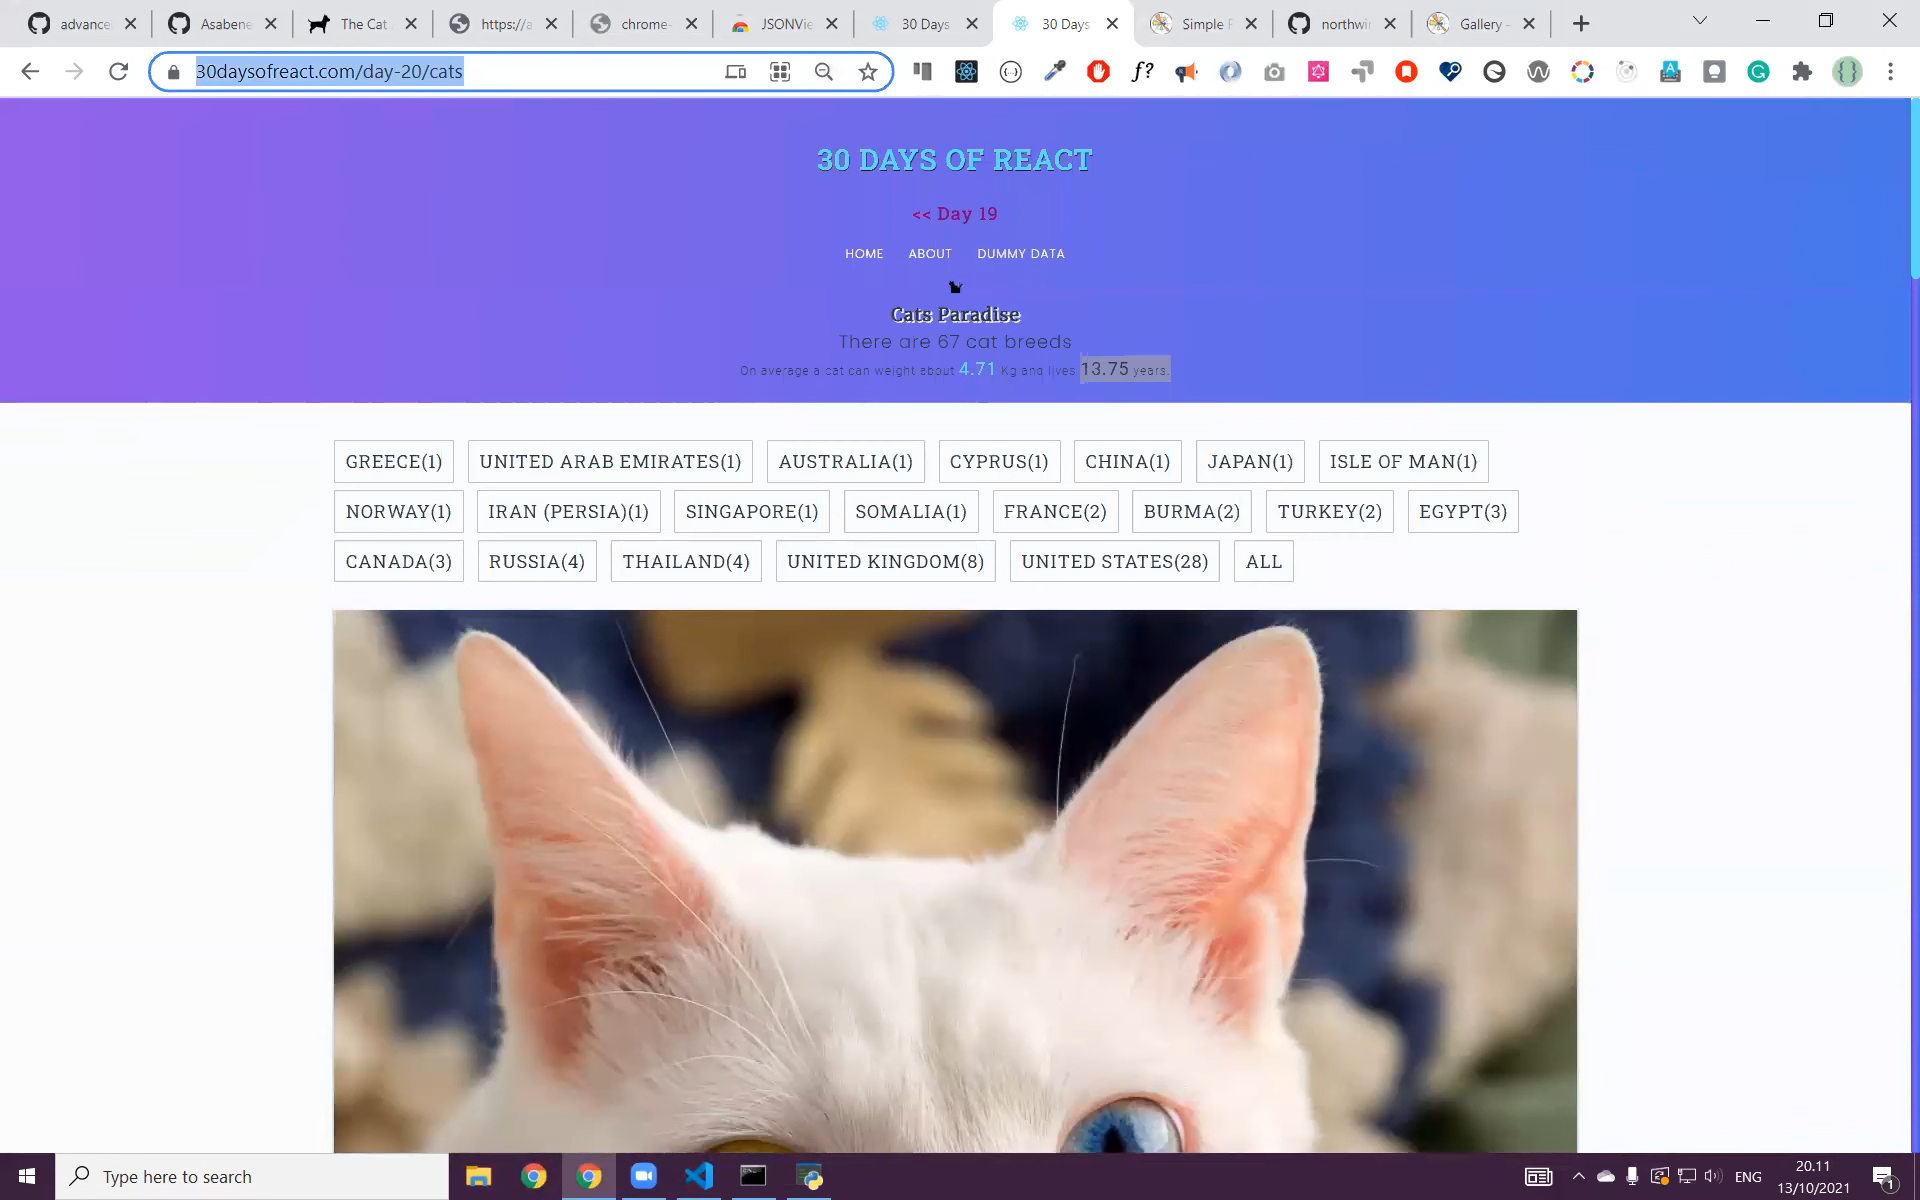 advance
Asabene
The Cat
https://a
chrome-
JSONVie
30 Days
30 Days
Simple
northwi
Gallery -
30daysofreact.com/day-20/cats
30 DAYS OF REACT
<< Day 19
HOME ABOUT DUMMY DATA
Cats Paradise
There are 67 cat breeds
On average a cat can weight about 4.71 Kg and lives 13.75 years.
GREECE(1) UNITED ARAB EMIRATES(1) AUSTRALIA(1) CYPRUS(1) CHINA(1) JAPAN(1) ISLE OF MAN(1)
NORWAY(1) IRAN (PERSIA)(1) SINGAPORE(1) SOMALIA(1) FRANCE(2) BURMA(2) TURKEY(2) EGYPT(3)
CANADA(3) RUSSIA(4) THAILAND(4) UNITED KINGDOM(8) UNITED STATES(28) ALL
Type here to search
ENG
20.11
13/10/2021
1